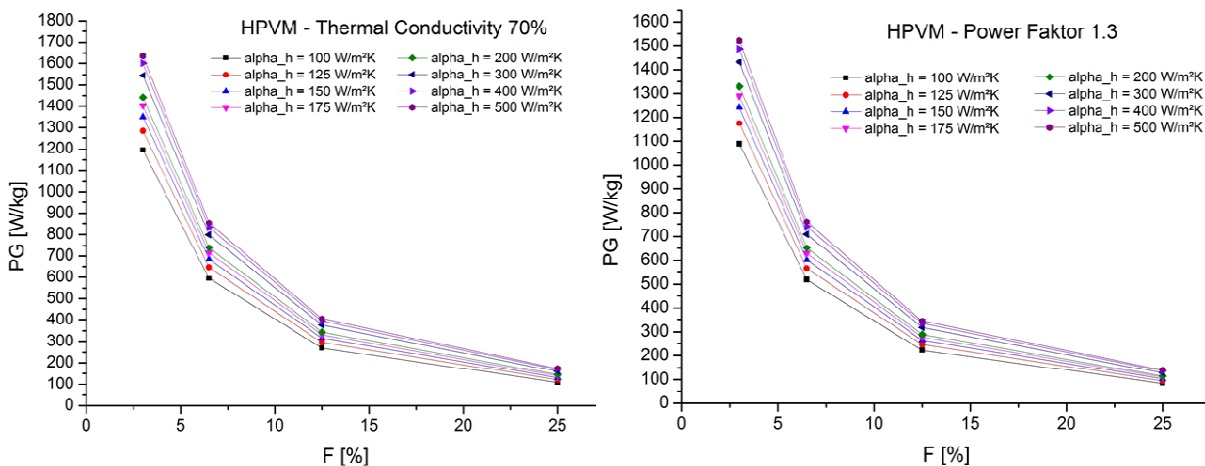 HPVM - Thermal Conductivity 70%
alpha_h = 100 W/m²K
alpha_h = 125 W/m²K
alpha_h = 150 W/m²K
alpha_h = 175 W/m²K
alpha_h = 200 W/m²K
alpha_h = 300 W/m²K
alpha_h = 400 W/m²K
alpha_h = 500 W/m²K
PG [W/kg]
1800
1700
1600
1500
1400
1300
1200
1100
1000
900
800
700
600
500
400
300
200
100
0
0 5 10 15 20 25
F [%]
HPVM - Power Faktor 1.3
alpha_h = 100 W/m²K
alpha_h = 125 W/m²K
alpha_h = 150 W/m²K
alpha_h = 175 W/m²K
alpha_h = 200 W/m²K
alpha_h = 300 W/m²K
alpha_h = 400 W/m²K
alpha_h = 500 W/m²K
PG [W/kg]
1600
1500
1400
1300
1200
1100
1000
900
800
700
600
500
400
300
200
100
0
0 5 10 15 20 25
F [%]